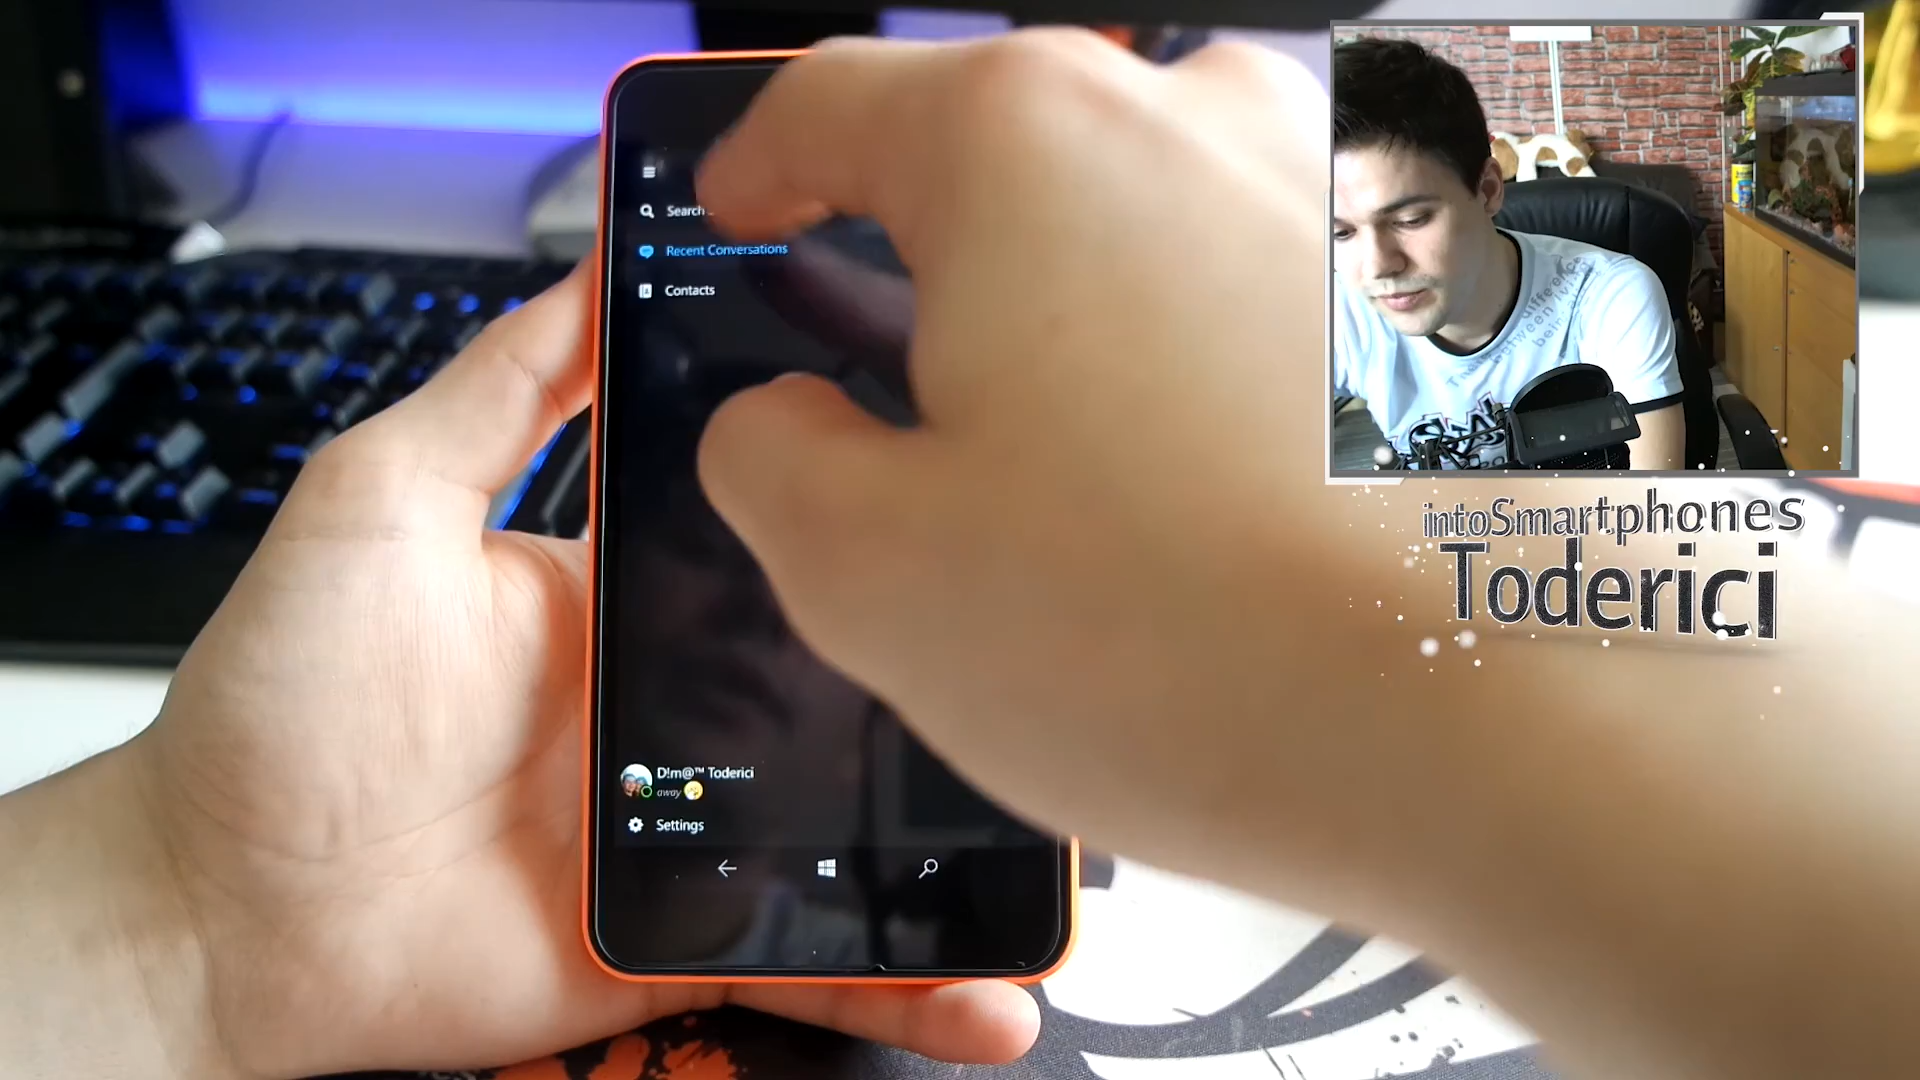 Search
Recent Conversations
Contacts
D!m@™ Toderici
away
Settings
intoSmartphones
Toderici